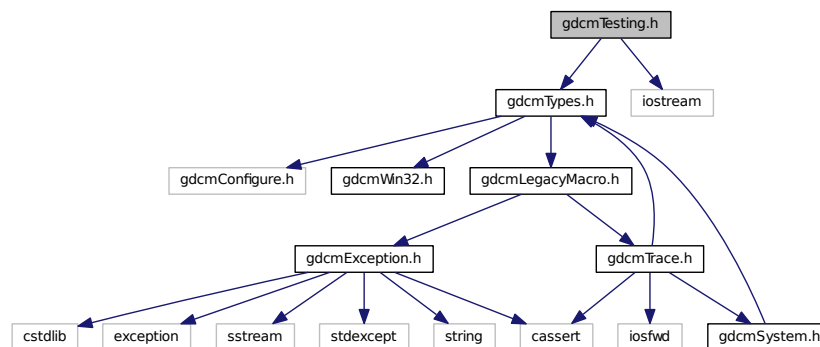 gdcmTesting.h
gdcmTypes.h
iostream
gdcmConfigure.h
gdcmWin32.h
gdcmLegacyMacro.h
gdcmException.h
gdcmTrace.h
cstdlib
exception
sstream
stdexcept
string
cassert
iosfwd
gdcmSystem.h